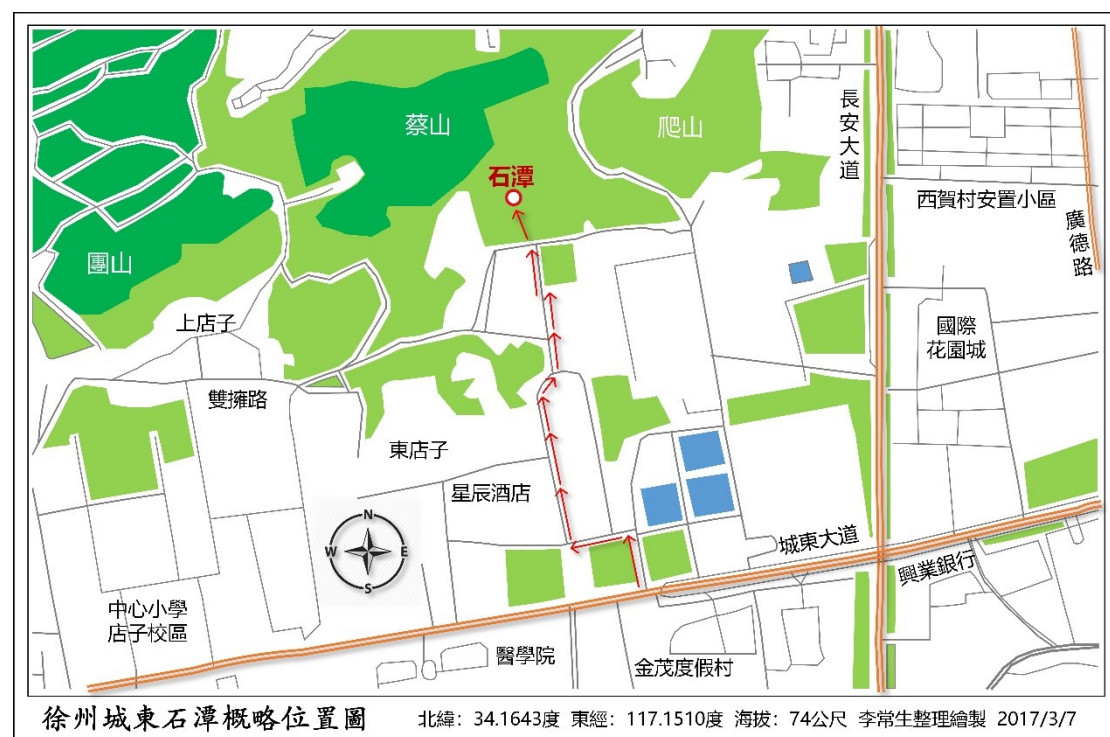 蔡山
爬山
長安大道
石潭
西賀村安置小區
廣德路
團山
上店子
國際
花園城
雙擁路
東店子
星辰酒店
N
W
E
S
城東大道
興業銀行
中心小學
店子校區
醫學院
金茂度假村
徐州城東石潭概略位置圖
北緯：34.1643度 東經：117.1510度 海拔：74公尺 李常生整理繪製 2017/3/7